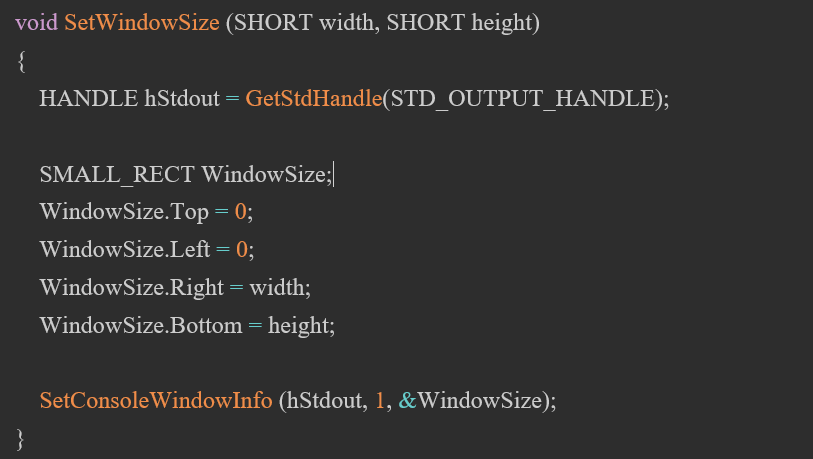 void SetWindowSize (SHORT width, SHORT height)
{
HANDLE hStdout = GetStdHandle(STD_OUTPUT_HANDLE);
SMALL_RECT WindowSize;
WindowSize.Top = 0;
WindowSize.Left = 0;
WindowSize.Right = width;
WindowSize.Bottom = height;
SetConsoleWindowInfo (hStdout, 1, &WindowSize);
}